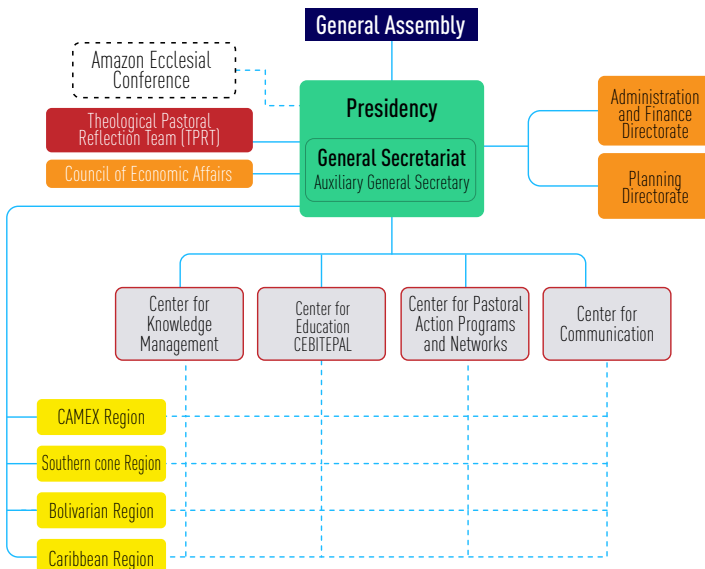 General Assembly
Amazon Ecclesial
Conference
Presidency
General Secretariat
Auxiliary General Secretary
Theological Pastoral
Reflection Team (TPRT)
Council of Economic Affairs
Administration
and Finance
Directorate
Planning
Directorate
Center for
Knowledge
Management
Center for
Education
CEBITEPAL
Center for Pastoral
Action Programs
and Networks
Center for
Communication
CAMEX Region
Southern cone Region
Bolivarian Region
Caribbean Region